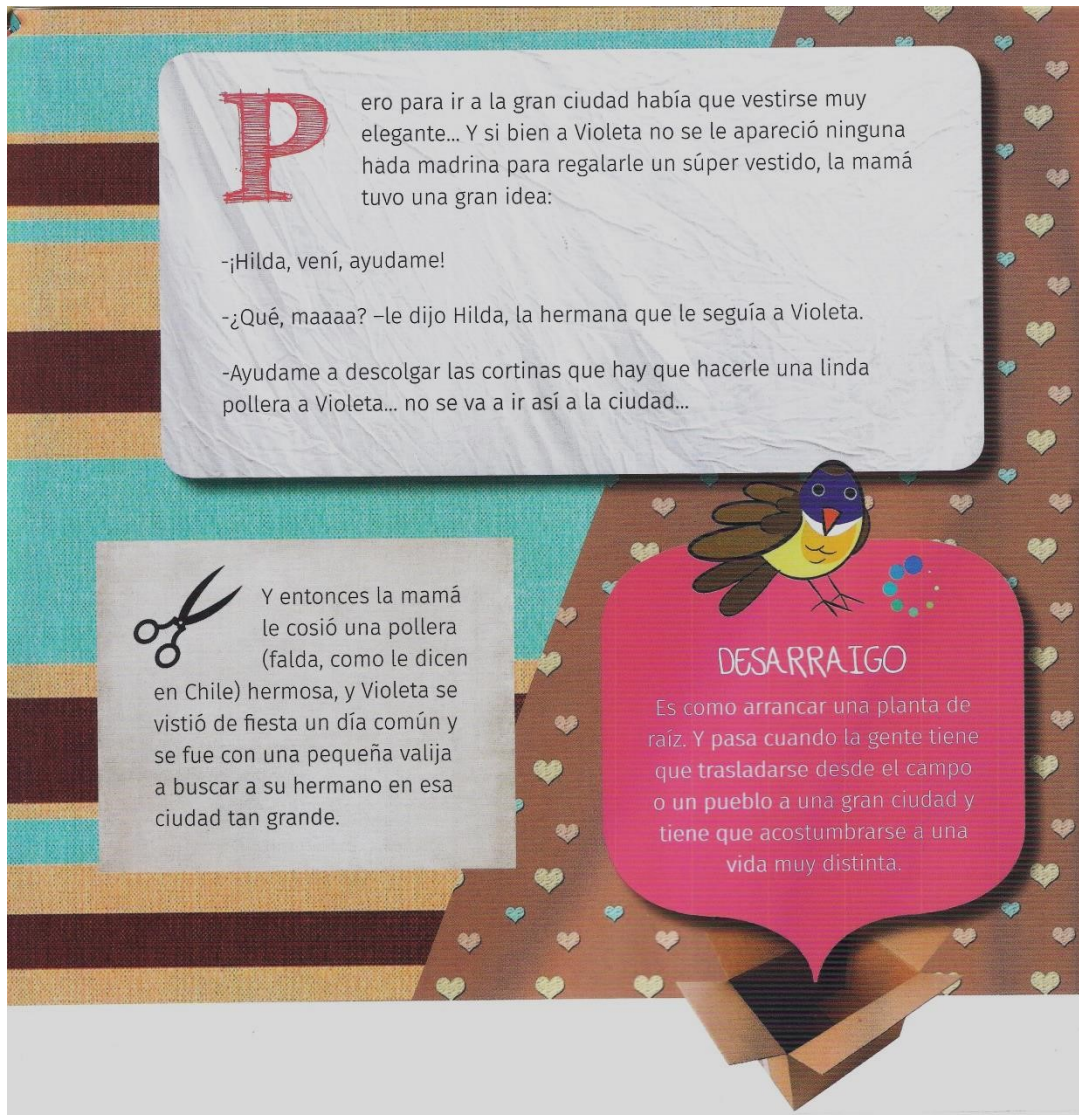 Pero para ir a la gran ciudad había que vestirse muy
elegante... Y si bien a Violeta no se le apareció ninguna
hada madrina para regalarle un súper vestido, la mamá
tuvo una gran idea:
-¡Hilda, vení, ayudame!
-¿Qué, maaaa? –le dijo Hilda, la hermana que le seguía a Violeta.
-Ayudame a descolgar las cortinas que hay que hacerle una linda
pollera a Violeta... no se va a ir así a la ciudad...
Y entonces la mamá
le cosió una pollera
(falda, como le dicen
en Chile) hermosa, y Violeta se
vistió de fiesta un día común y
se fue con una pequeña valija
a buscar a su hermano en esa
ciudad tan grande.
DESARRAIGO
Es como arrancar una planta de
raíz. Y pasa cuando la gente tiene
que trasladarse desde el campo
o un pueblo a una gran ciudad y
tiene que acostumbrarse a una
vida muy distinta.